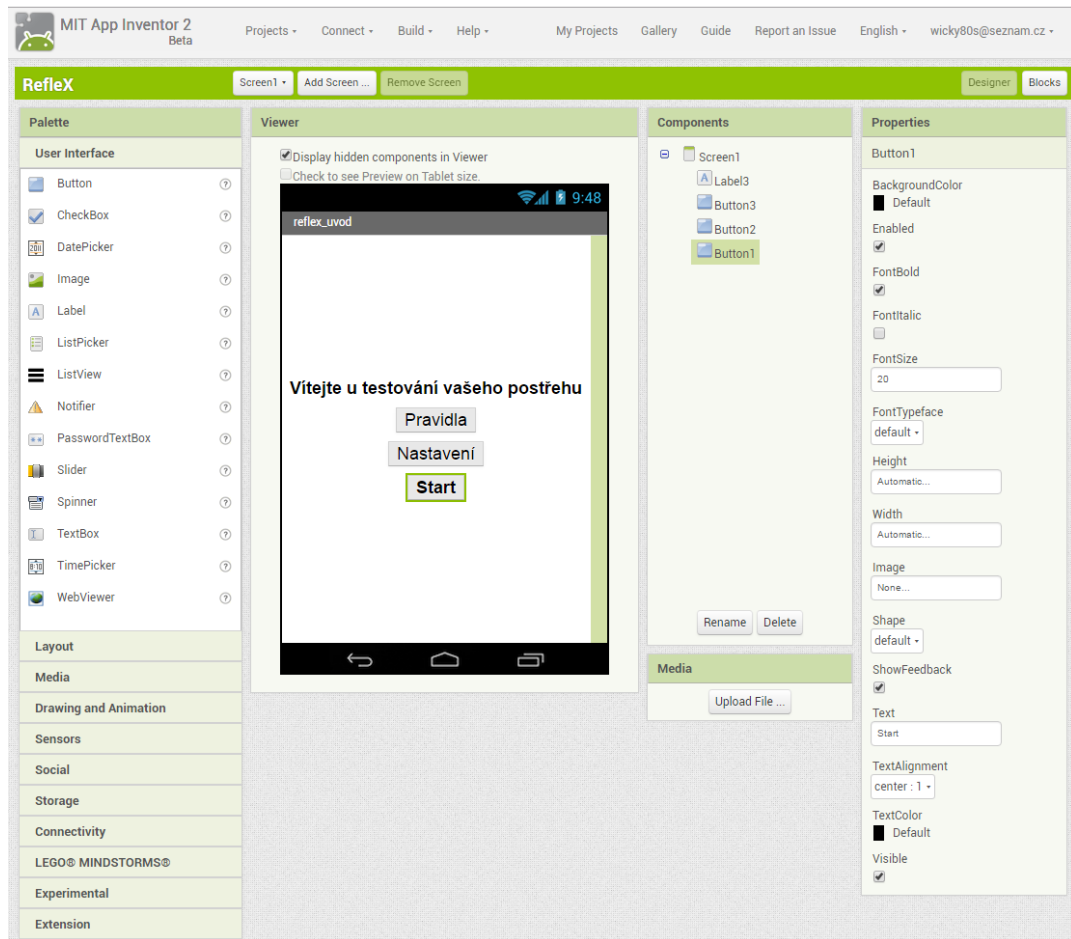 MIT App Inventor 2
Beta
Projects Connect Build Help My Projects Gallery Guide Report an Issue English wicky80s@seznam.cz
RefleX Screen1 Add Screen ... Remove Screen Designer Blocks
Palette
User Interface
Button
CheckBox
DatePicker
Image
Label
ListPicker
ListView
Notifier
PasswordTextBox
Slider
Spinner
TextBox
TimePicker
WebViewer
Layout
Media
Drawing and Animation
Sensors
Social
Storage
Connectivity
LEGO® MINDSTORMS®
Experimental
Extension
Viewer
Display hidden components in Viewer
Check to see Preview on Tablet size.
9:48
reflex_uvod
Vítejte u testování vašeho postřehu
Pravidla
Nastavení
Start
Components
Screen1
Label3
Button3
Button2
Button1
Rename Delete
Media
Upload File ...
Properties
Button1
BackgroundColor
Default
Enabled
FontBold
FontItalic
FontSize
20
FontTypeface
default
Height
Automatic...
Width
Automatic...
Image
None...
Shape
default
ShowFeedback
Text
Start
TextAlignment
center : 1
TextColor
Default
Visible